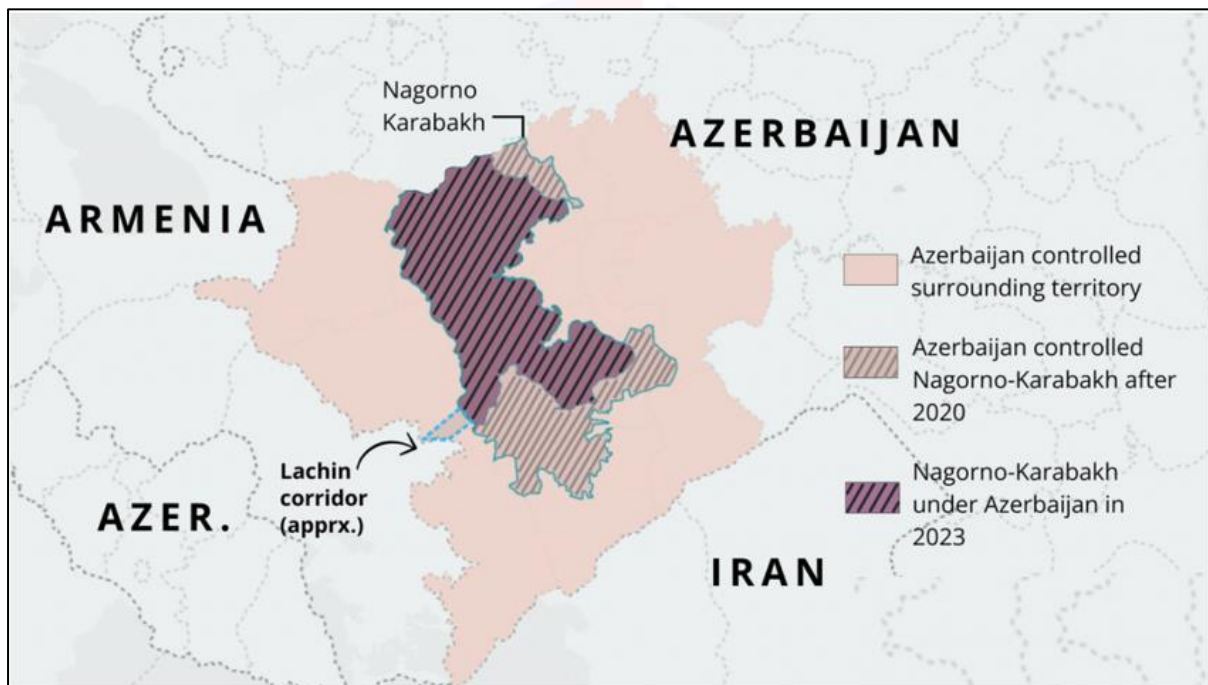 Nagorno
Karabakh
AZERBAIJAN
ARMENIA
Azerbaijan controlled
surrounding territory
Azerbaijan controlled
Nagorno-Karabakh after
2020
Lachin
corridor
(apprx.)
Nagorno-Karabakh
under Azerbaijan in
2023
AZER.
IRAN